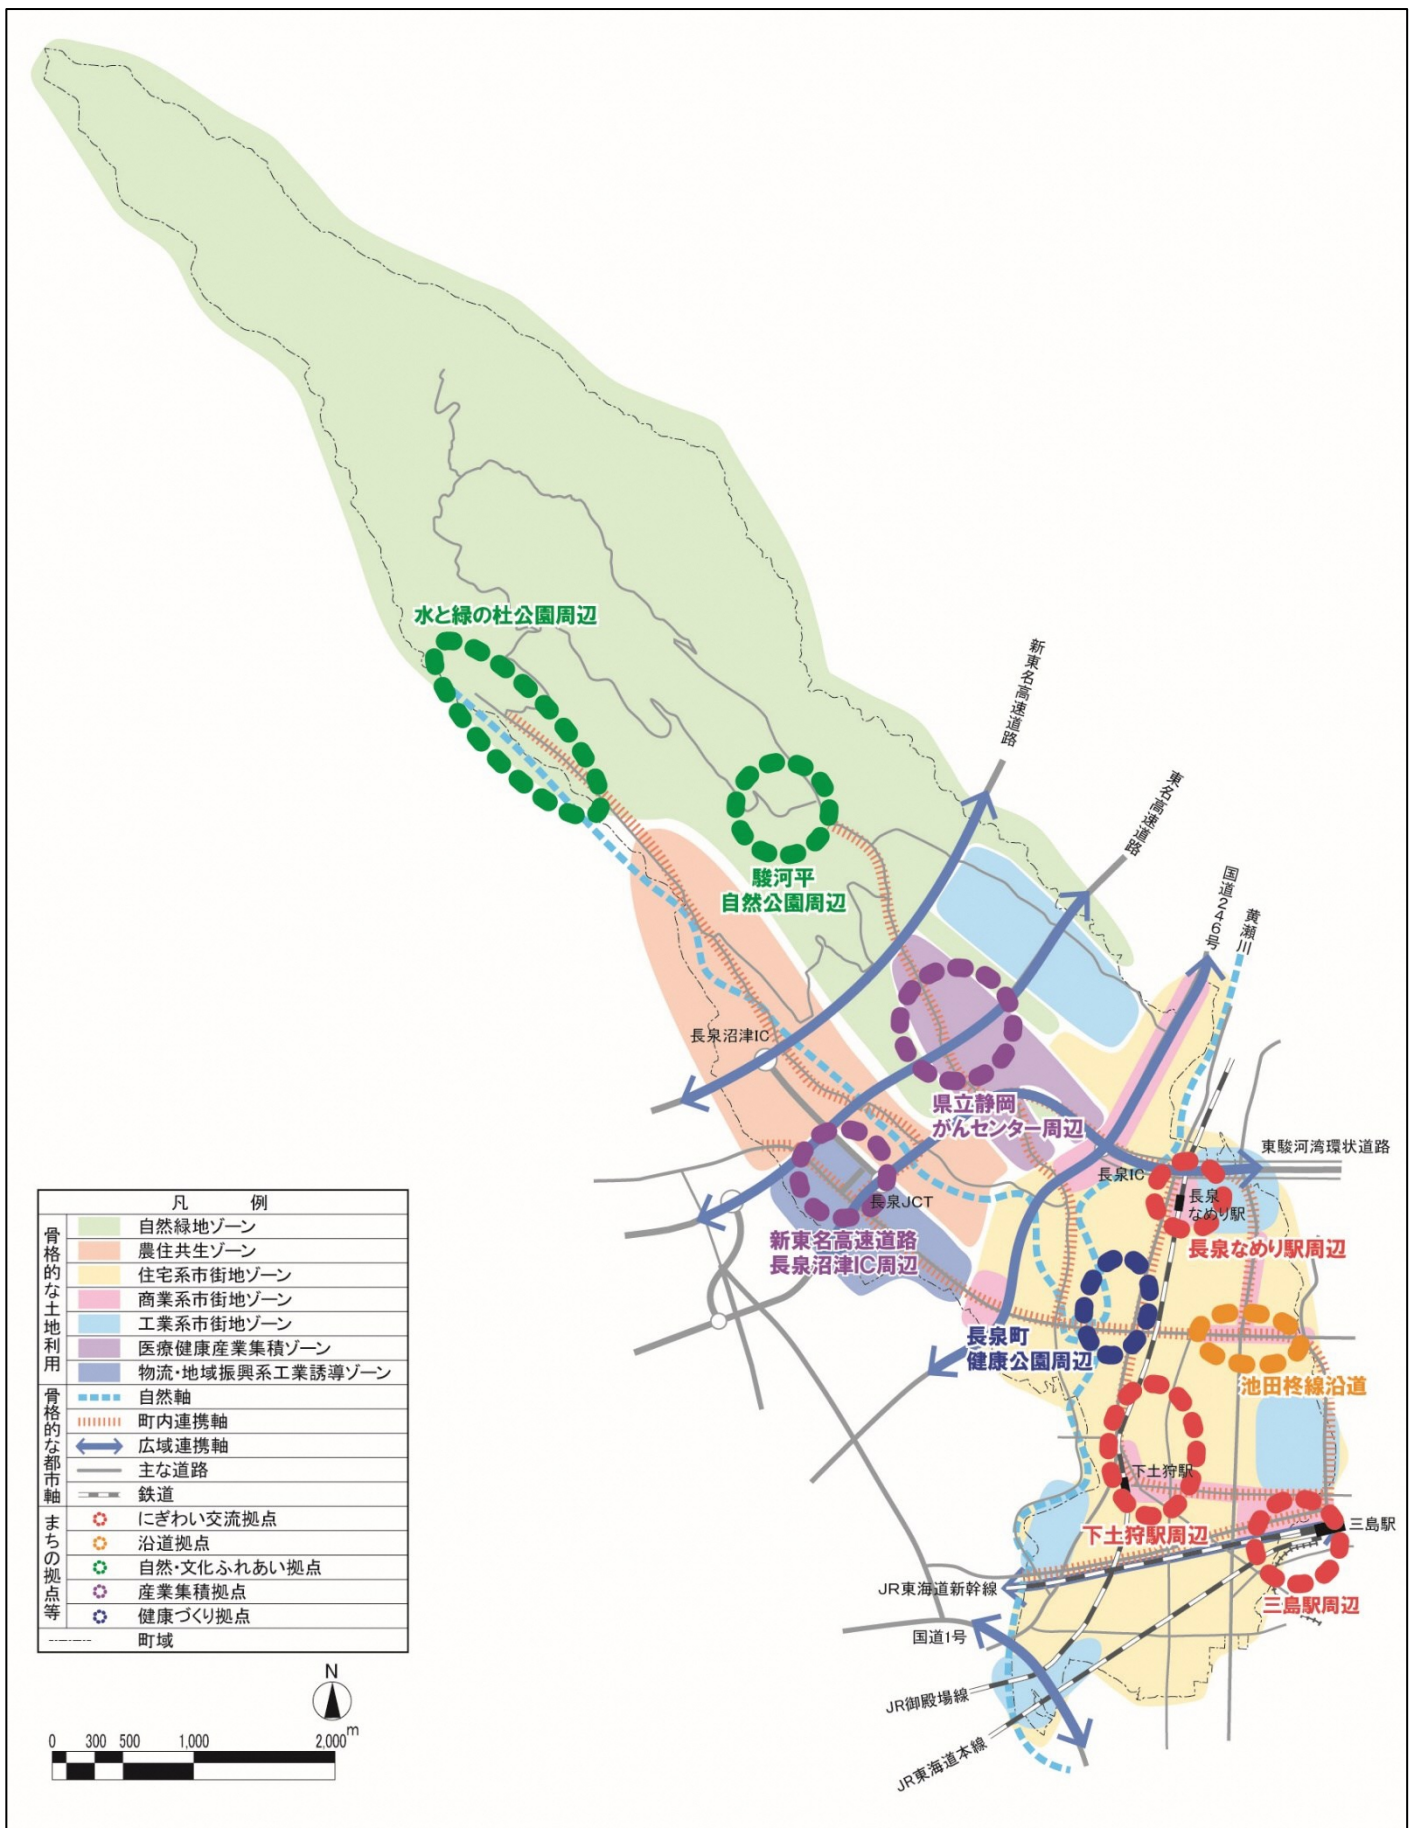 水と緑の杜公園周辺
新東名高速道路
駿河平
自然公園周辺
東名高速道路
国道246号
黄瀬川
長泉沼津IC
県立静岡
がんセンター周辺
東駿河湾環状道路
長泉IC
長泉
なめり駅
長泉JCT
長泉なめり駅周辺
新東名高速道路
長泉沼津IC周辺
長泉町
健康公園周辺
池田柊線沿道
下土狩駅
下土狩駅周辺
三島駅
JR東海道新幹線
三島駅周辺
国道1号
JR御殿場線
JR東海道本線
凡 例
骨格的な土地利用
自然緑地ゾーン
農住共生ゾーン
住宅系市街地ゾーン
商業系市街地ゾーン
工業系市街地ゾーン
医療健康産業集積ゾーン
物流・地域振興系工業誘導ゾーン
骨格的な都市軸
自然軸
町内連携軸
広域連携軸
主な道路
鉄道
まちの拠点等
にぎわい交流拠点
沿道拠点
自然・文化ふれあい拠点
産業集積拠点
健康づくり拠点
町域
N
0 300 500 1,000 2,000m